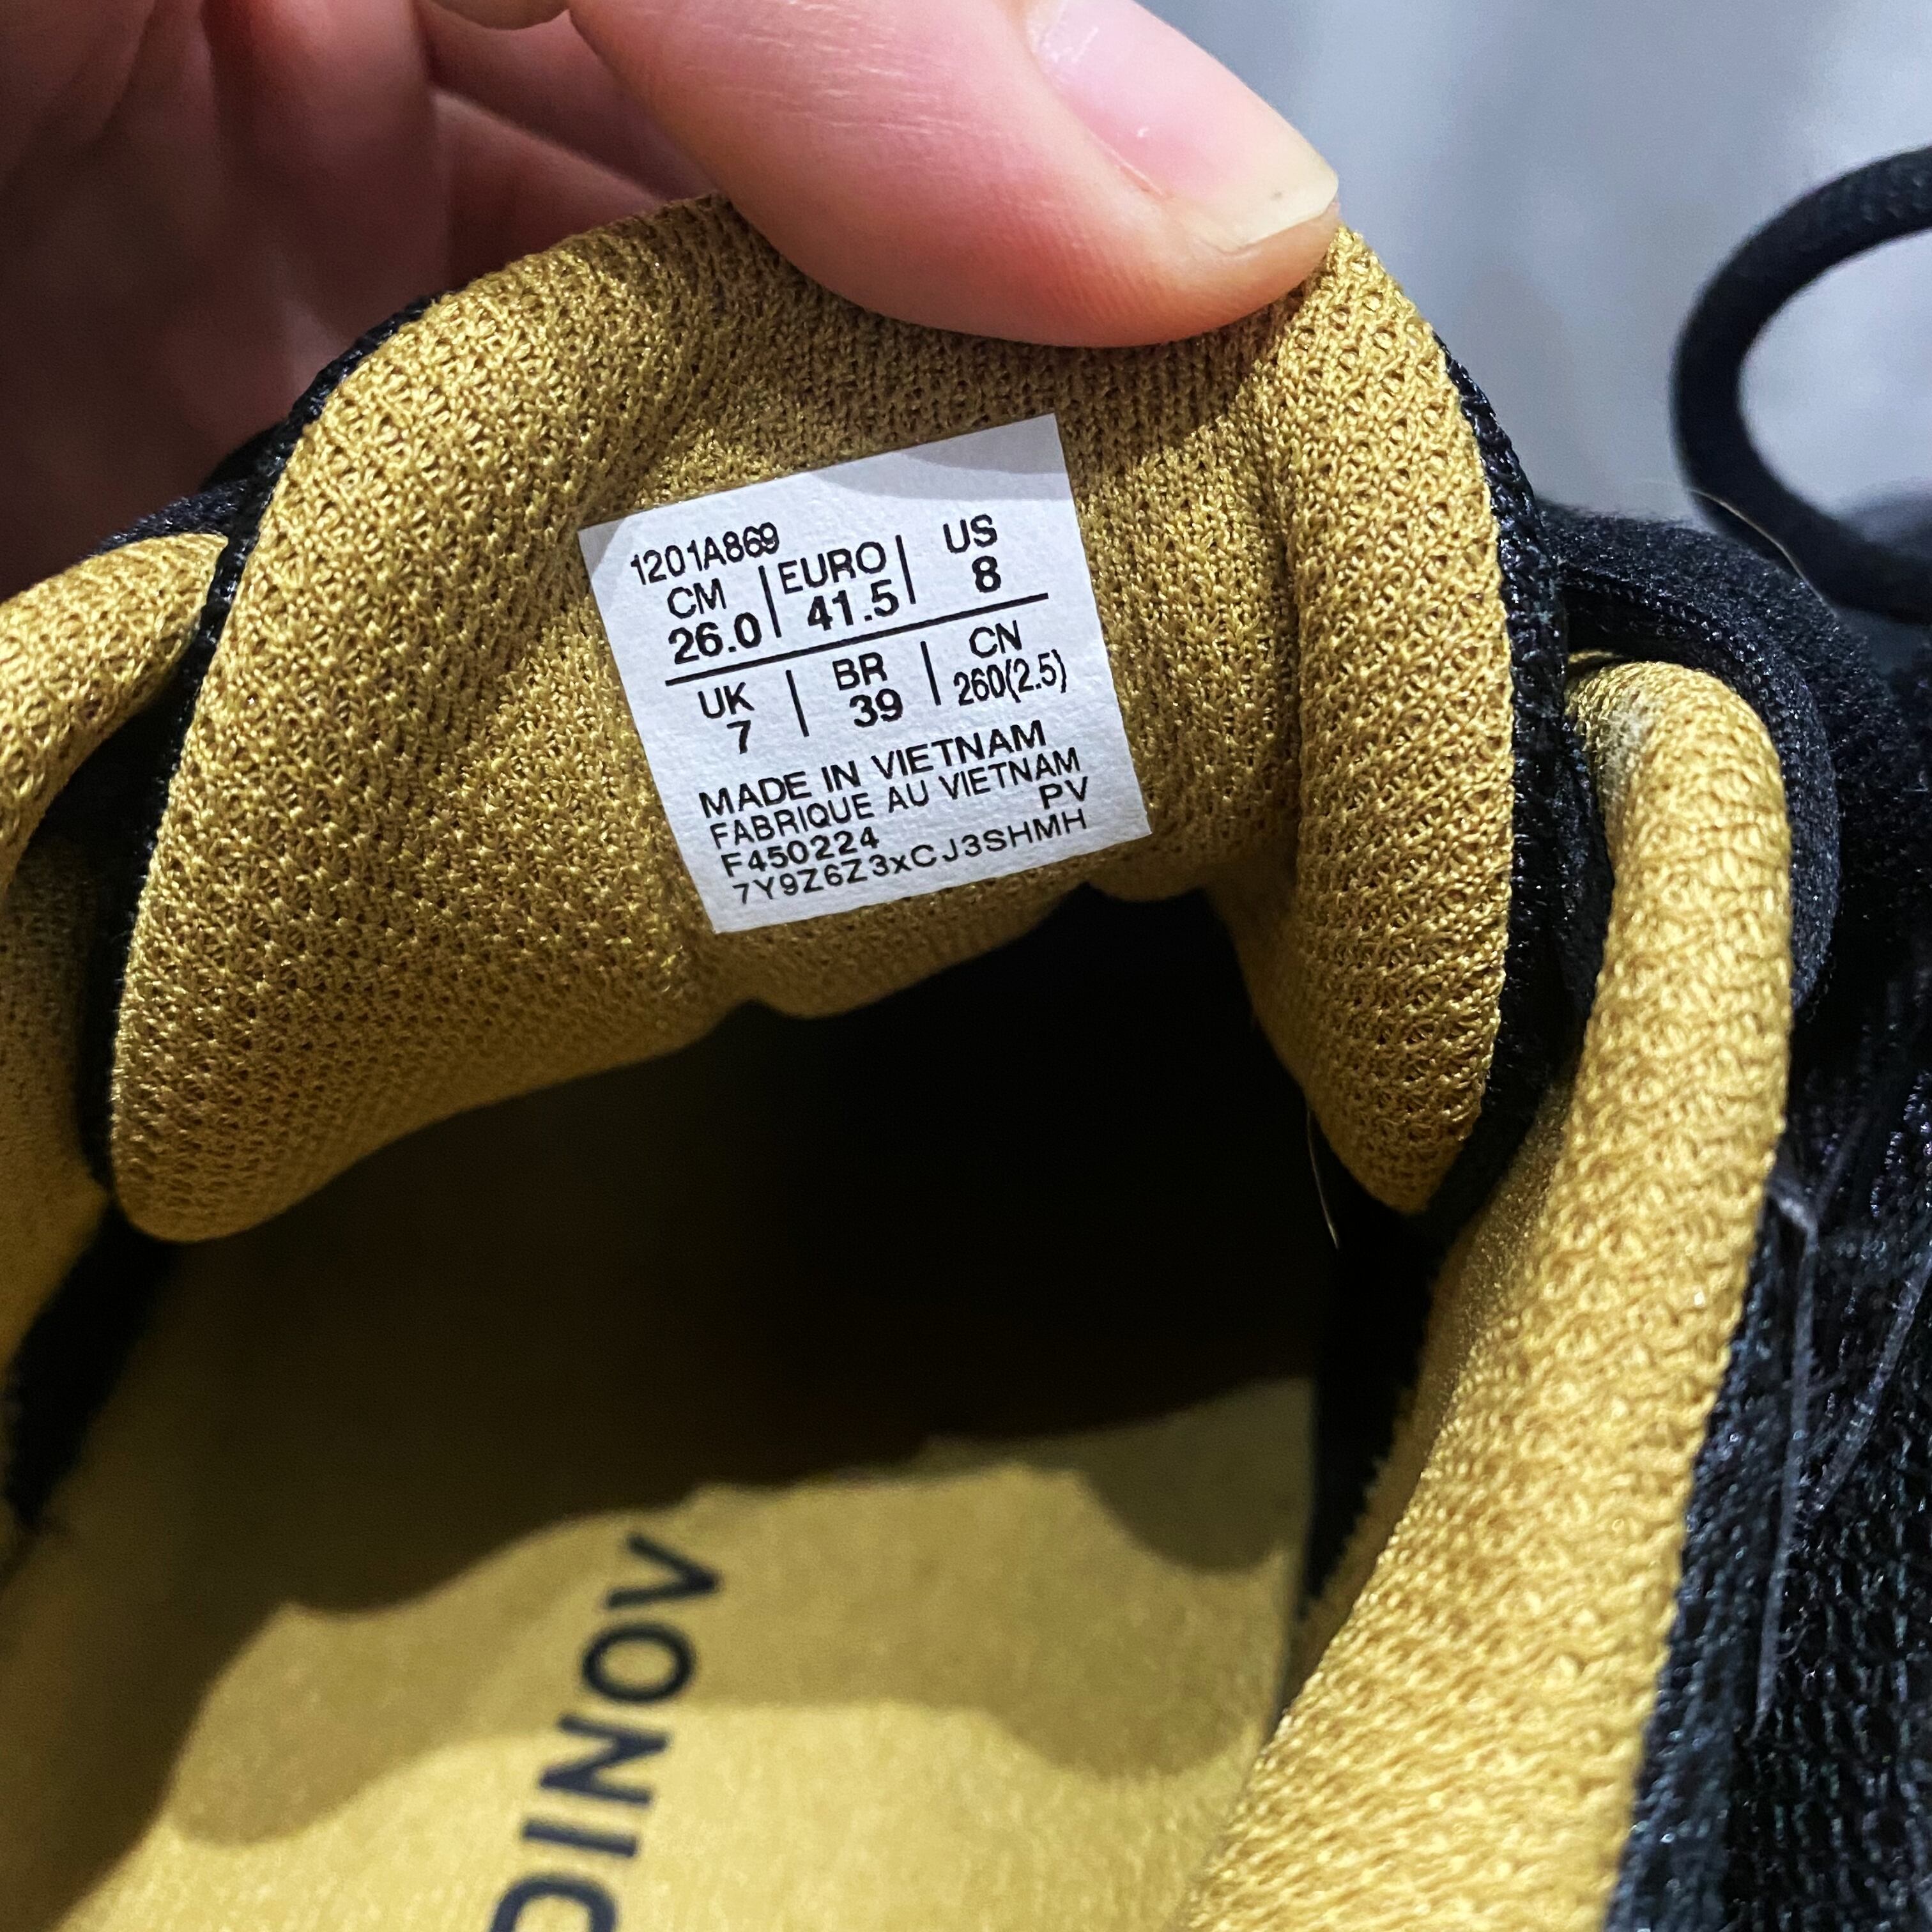 1201A869
CM | EURO | US
26.0 | 41.5 | 8
UK | BR | CN
7 | 39 | 260(2.5)
MADE IN VIETNAM
FABRIQUE AU VIETNAM
PV
F450224
7Y9Z6Z3xCJ3SHMH
DINOV